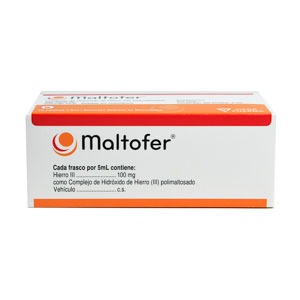 Maltofer®
Cada frasco por 5mL contiene:
Hierro III ................ 100 mg
como Complejo de Hidróxido de Hierro (III) polimaltosado
Vehículo ................ c.s.